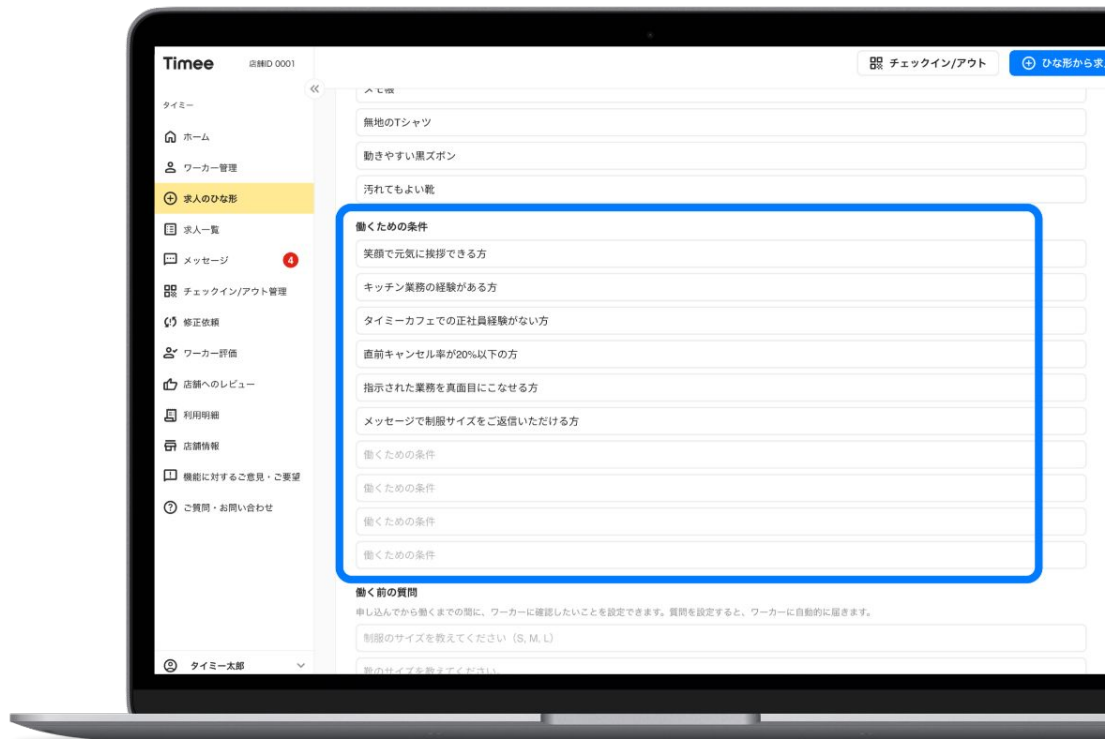 Timee 店舗ID 0001
チェックイン/アウト
ひな形から求
タイミー
ホーム
ワーカー管理
求人のひな形
求人一覧
メッセージ 4
チェックイン/アウト管理
修正依頼
ワーカー評価
店舗へのレビュー
利用明細
店舗情報
機能に対するご意見・ご要望
ご質問・お問い合わせ
タイミー太郎
メモ帳
無地のTシャツ
動きやすい黒ズボン
汚れてもよい靴
働くための条件
笑顔で元気に挨拶できる方
キッチン業務の経験がある方
タイミーカフェでの正社員経験がない方
直前キャンセル率が20%以下の方
指示された業務を真面目にこなせる方
メッセージで制服サイズをご返信いただける方
働くための条件
働くための条件
働くための条件
働くための条件
働く前の質問
申し込んでから働くまでの間に、ワーカーに確認したいことを設定できます。質問を設定すると、ワーカーに自動的に届きます。
制服のサイズを教えてください（S, M, L）
靴のサイズを教えてください。